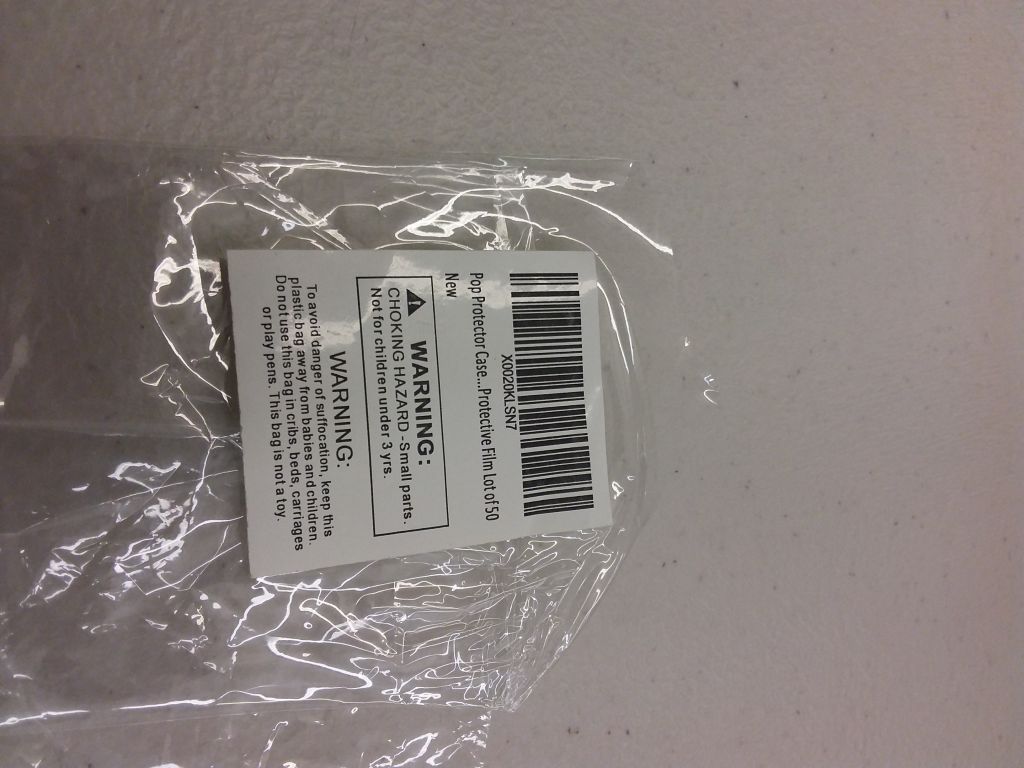 X0020KLSN7
Pop Protector Case...Protective Film Lot of 50
New
WARNING:
CHOKING HAZARD -Small parts.
Not for children under 3 yrs.
WARNING:
To avoid danger of suffocation, keep this
plastic bag away from babies and children.
Do not use this bag in cribs, beds, carriages
or play pens. This bag is not a toy.